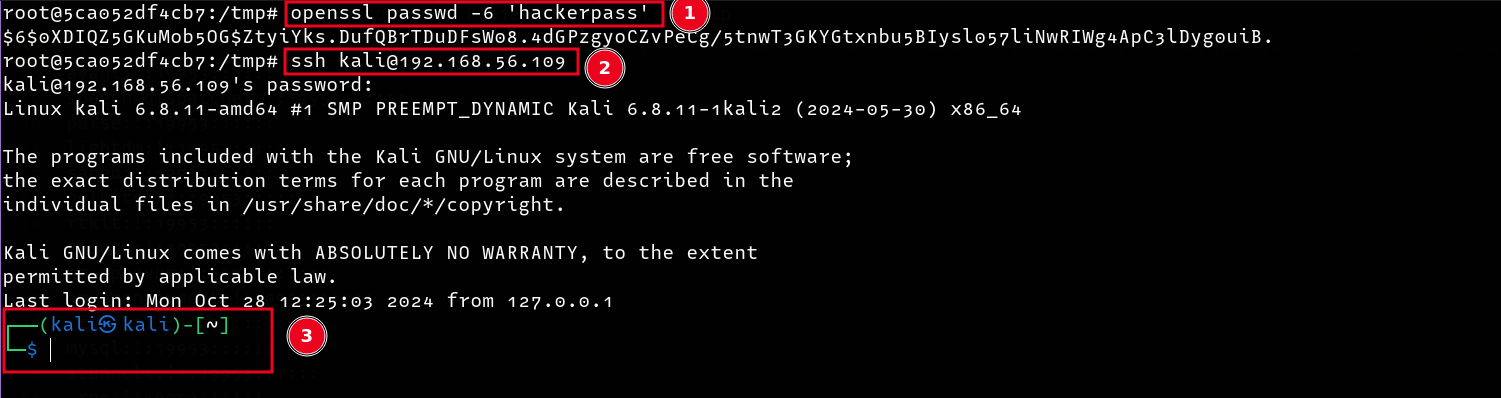 root@5ca052df4cb7:/tmp# openssl passwd -6 'hackerpass' 1
$6$0XDIQZ5GKuMob5OG$ZtyiYks.DufQBrTDuDFsW08.4dGPzgyoCZvPeCg/5tnwT3GKYGtxnbu5BIysl057liNwRIWg4ApC3lDyg0uiB.
root@5ca052df4cb7:/tmp# ssh kali@192.168.56.109 2
kali@192.168.56.109's password:
Linux kali 6.8.11-amd64 #1 SMP PREEMPT_DYNAMIC Kali 6.8.11-1kali2 (2024-05-30) x86_64
The programs included with the Kali GNU/Linux system are free software;
the exact distribution terms for each program are described in the
individual files in /usr/share/doc/*/copyright.
Kali GNU/Linux comes with ABSOLUTELY NO WARRANTY, to the extent
permitted by applicable law.
Last login: Mon Oct 28 12:25:03 2024 from 127.0.0.1
┌──(kali㉿kali)-[~]
└─$ 3